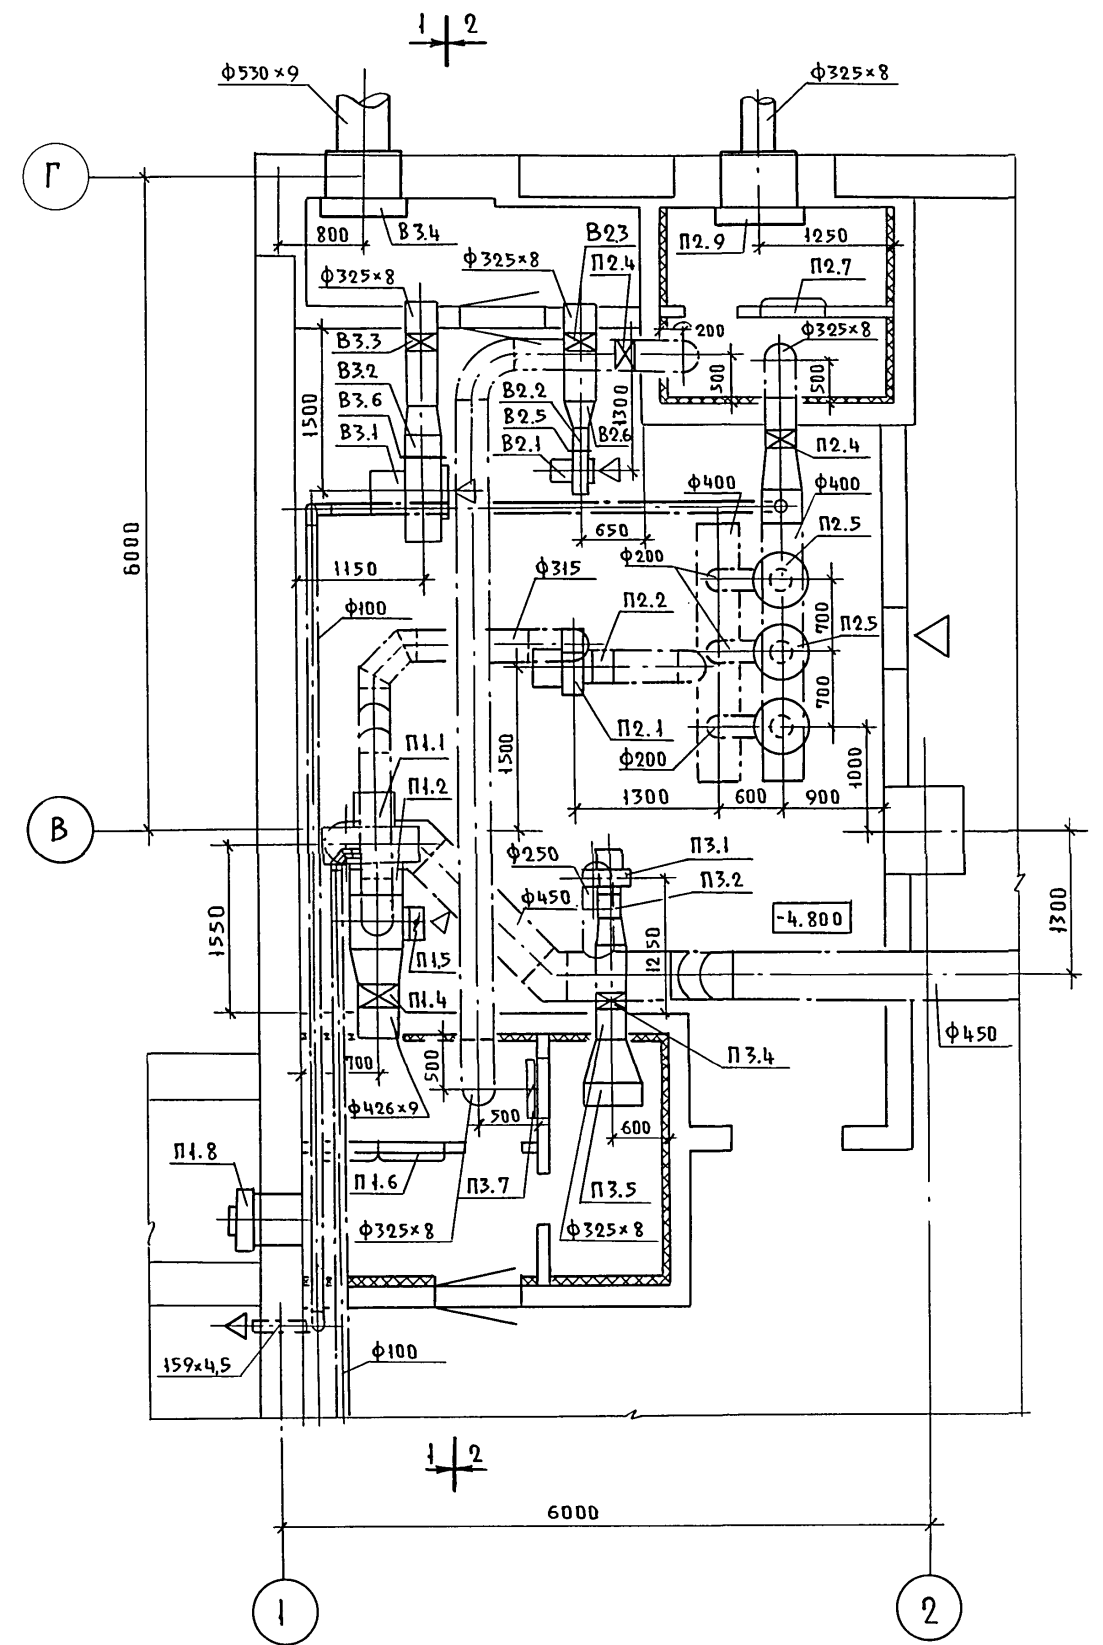 1 2
ф530×9
ф325×8
Г
800
В3.4
В2.3
П2.9
1250
ф325×8
П2.4
П2.7
ф325×8
200
ф325×8
В3.3
500
500
В3.2
В2.2
1300
1500
В3.6
В2.5
В2.6
В3.1
В2.1
П2.4
ф400
ф400
6000
650
П2.5
ф200
1150
ф315
ф100
П2.2
700
П2.5
700
П2.1
П1.1
1500
ф200
1000
П1.2
1300
600
900
В
ф250
П3.1
П3.2
ф450
-4.800
1550
1250
1300
П1,5
П1.4
ф450
П3.4
700
500
ф426×9
500
600
П1.8
П1.6
П3.7
П3.5
ф325×8
ф325×8
159×4,5
ф100
1 2
6000
1
2